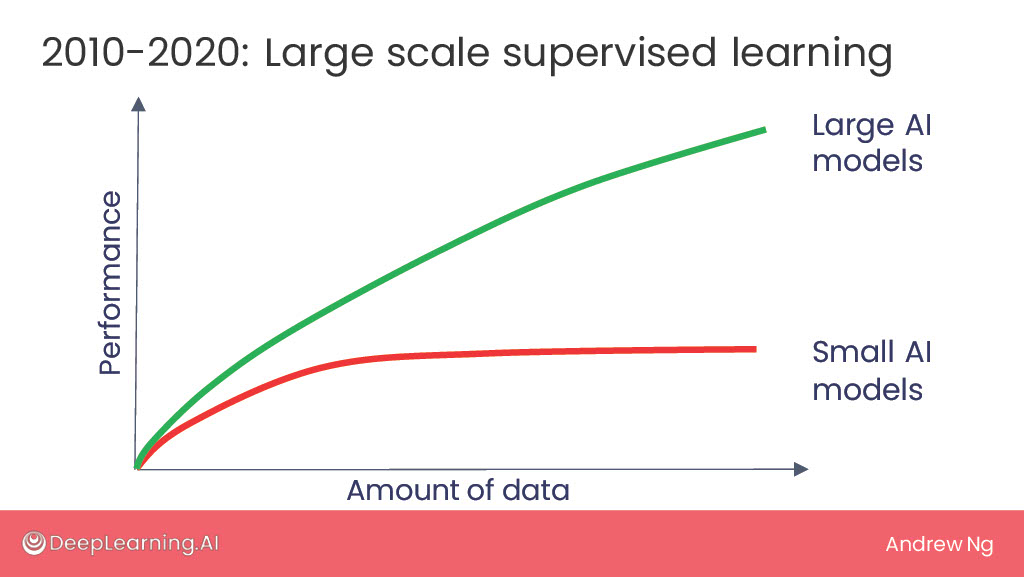 2010-2020: Large scale supervised learning
Large AI
models
Performance
Small AI
models
Amount of data
DeepLearning.AI
Andrew Ng